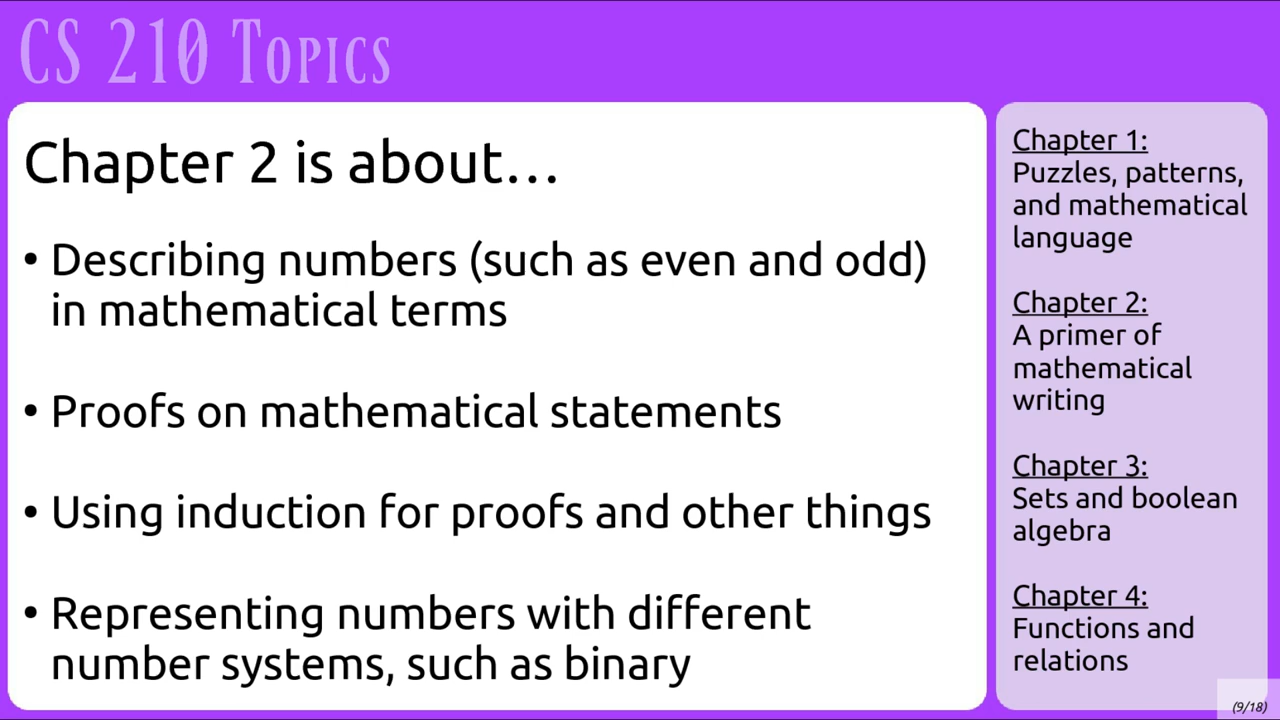 CS 210 Topics
Chapter 2 is about…
• Describing numbers (such as even and odd)
in mathematical terms
• Proofs on mathematical statements
• Using induction for proofs and other things
• Representing numbers with different
number systems, such as binary
Chapter 1:
Puzzles, patterns,
and mathematical
language
Chapter 2:
A primer of
mathematical
writing
Chapter 3:
Sets and boolean
algebra
Chapter 4:
Functions and
relations
(9/18)